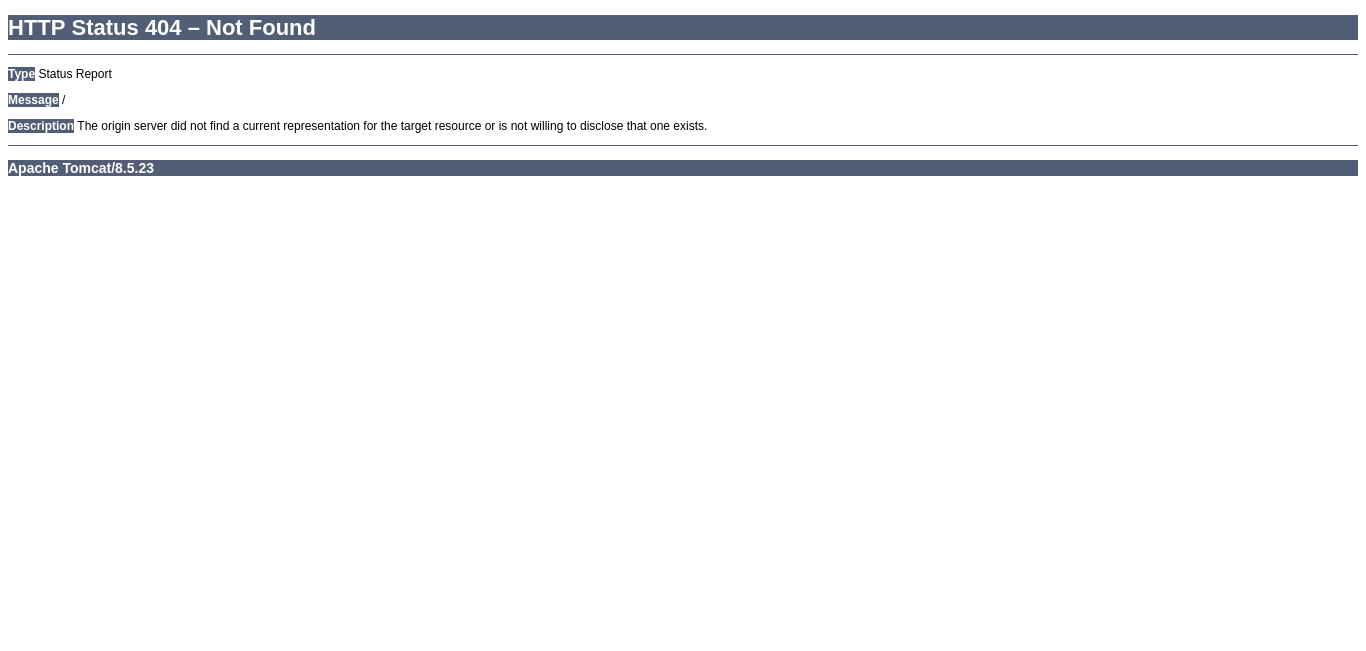 HTTP Status 404 – Not Found
Type Status Report
Message /
Description The origin server did not find a current representation for the target resource or is not willing to disclose that one exists.
Apache Tomcat/8.5.23